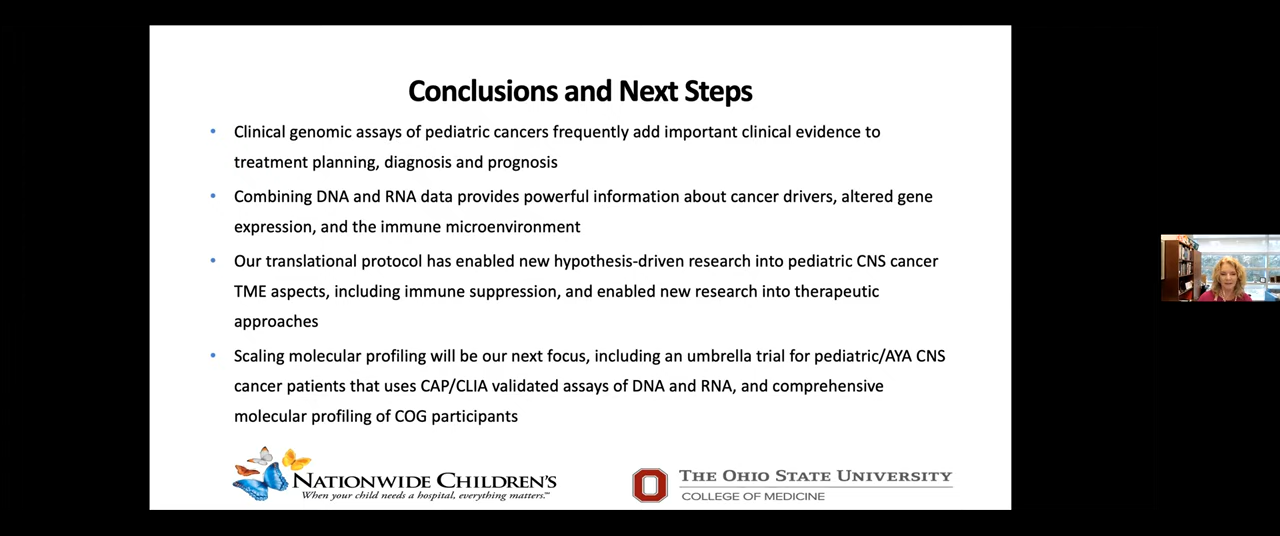 Conclusions and Next Steps
• Clinical genomic assays of pediatric cancers frequently add important clinical evidence to
treatment planning, diagnosis and prognosis
• Combining DNA and RNA data provides powerful information about cancer drivers, altered gene
expression, and the immune microenvironment
• Our translational protocol has enabled new hypothesis-driven research into pediatric CNS cancer
TME aspects, including immune suppression, and enabled new research into therapeutic
approaches
• Scaling molecular profiling will be our next focus, including an umbrella trial for pediatric/AYA CNS
cancer patients that uses CAP/CLIA validated assays of DNA and RNA, and comprehensive
molecular profiling of COG participants
NATIONWIDE CHILDREN'S
When your child needs a hospital, everything matters.℠
THE OHIO STATE UNIVERSITY
COLLEGE OF MEDICINE